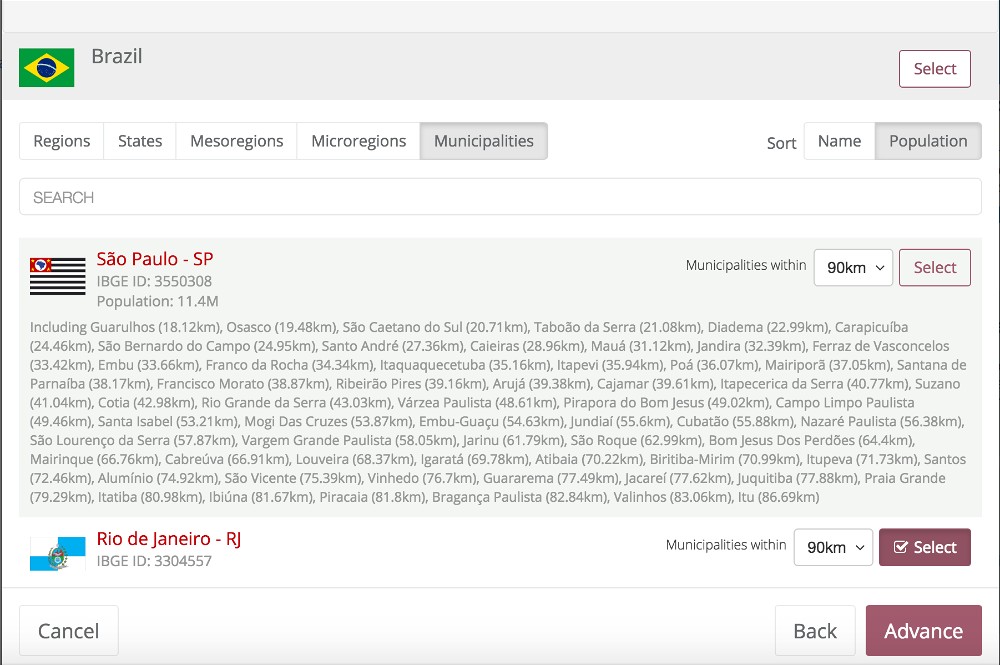 Brazil
Select
Regions
States
Mesoregions
Microregions
Municipalities
Sort
Name
Population
SEARCH
São Paulo - SP
IBGE ID: 3550308
Population: 11.4M
Municipalities within
90km
Select
Including Guarulhos (18.12km), Osasco (19.48km), São Caetano do Sul (20.71km), Taboão da Serra (21.08km), Diadema (22.99km), Carapicuíba
(24.46km), São Bernardo do Campo (24.95km), Santo André (27.36km), Caieiras (28.96km), Mauá (31.12km), Jandira (32.39km), Ferraz de Vasconcelos
(33.42km), Embu (33.66km), Franco da Rocha (34.34km), Itaquaquecetuba (35.16km), Itapevi (35.94km), Poá (36.07km), Mairiporã (37.05km), Santana de
Parnaíba (38.17km), Francisco Morato (38.87km), Ribeirão Pires (39.16km), Arujá (39.38km), Cajamar (39.61km), Itapecerica da Serra (40.77km), Suzano
(41.04km), Cotia (42.98km), Rio Grande da Serra (43.03km), Várzea Paulista (48.61km), Pirapora do Bom Jesus (49.02km), Campo Limpo Paulista
(49.46km), Santa Isabel (53.21km), Mogi Das Cruzes (53.87km), Embu-Guaçu (54.63km), Jundiaí (55.6km), Cubatão (55.88km), Nazaré Paulista (56.38km),
São Lourenço da Serra (57.87km), Vargem Grande Paulista (58.05km), Jarinu (61.79km), São Roque (62.99km), Bom Jesus Dos Perdões (64.4km),
Mairinque (66.76km), Cabreúva (66.91km), Louveira (68.37km), Igaratá (69.78km), Atibaia (70.22km), Biritiba-Mirim (70.99km), Itupeva (71.73km), Santos
(72.46km), Alumínio (74.92km), São Vicente (75.39km), Vinhedo (76.7km), Guararema (77.49km), Jacareí (77.62km), Juquitiba (77.88km), Praia Grande
(79.29km), Itatiba (80.98km), Ibiúna (81.67km), Piracaia (81.8km), Bragança Paulista (82.84km), Valinhos (83.06km), Itu (86.69km)
Rio de Janeiro - RJ
IBGE ID: 3304557
Municipalities within
90km
Select
Cancel
Back
Advance